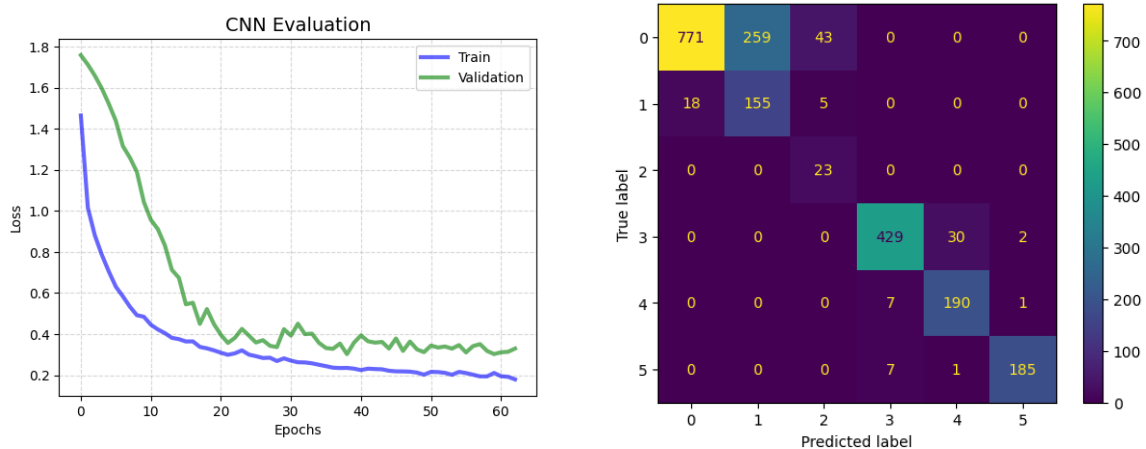 CNN Evaluation
Train
Validation
1.8
1.6
1.4
1.2
1.0
0.8
0.6
0.4
0.2
Loss
0 10 20 30 40 50 60
Epochs
0 771 259 43 0 0 0
1 18 155 5 0 0 0
2 0 0 23 0 0 0
3 0 0 0 429 30 2
4 0 0 0 7 190 1
5 0 0 0 7 1 185
True label
0 1 2 3 4 5
Predicted label
700
600
500
400
300
200
100
0